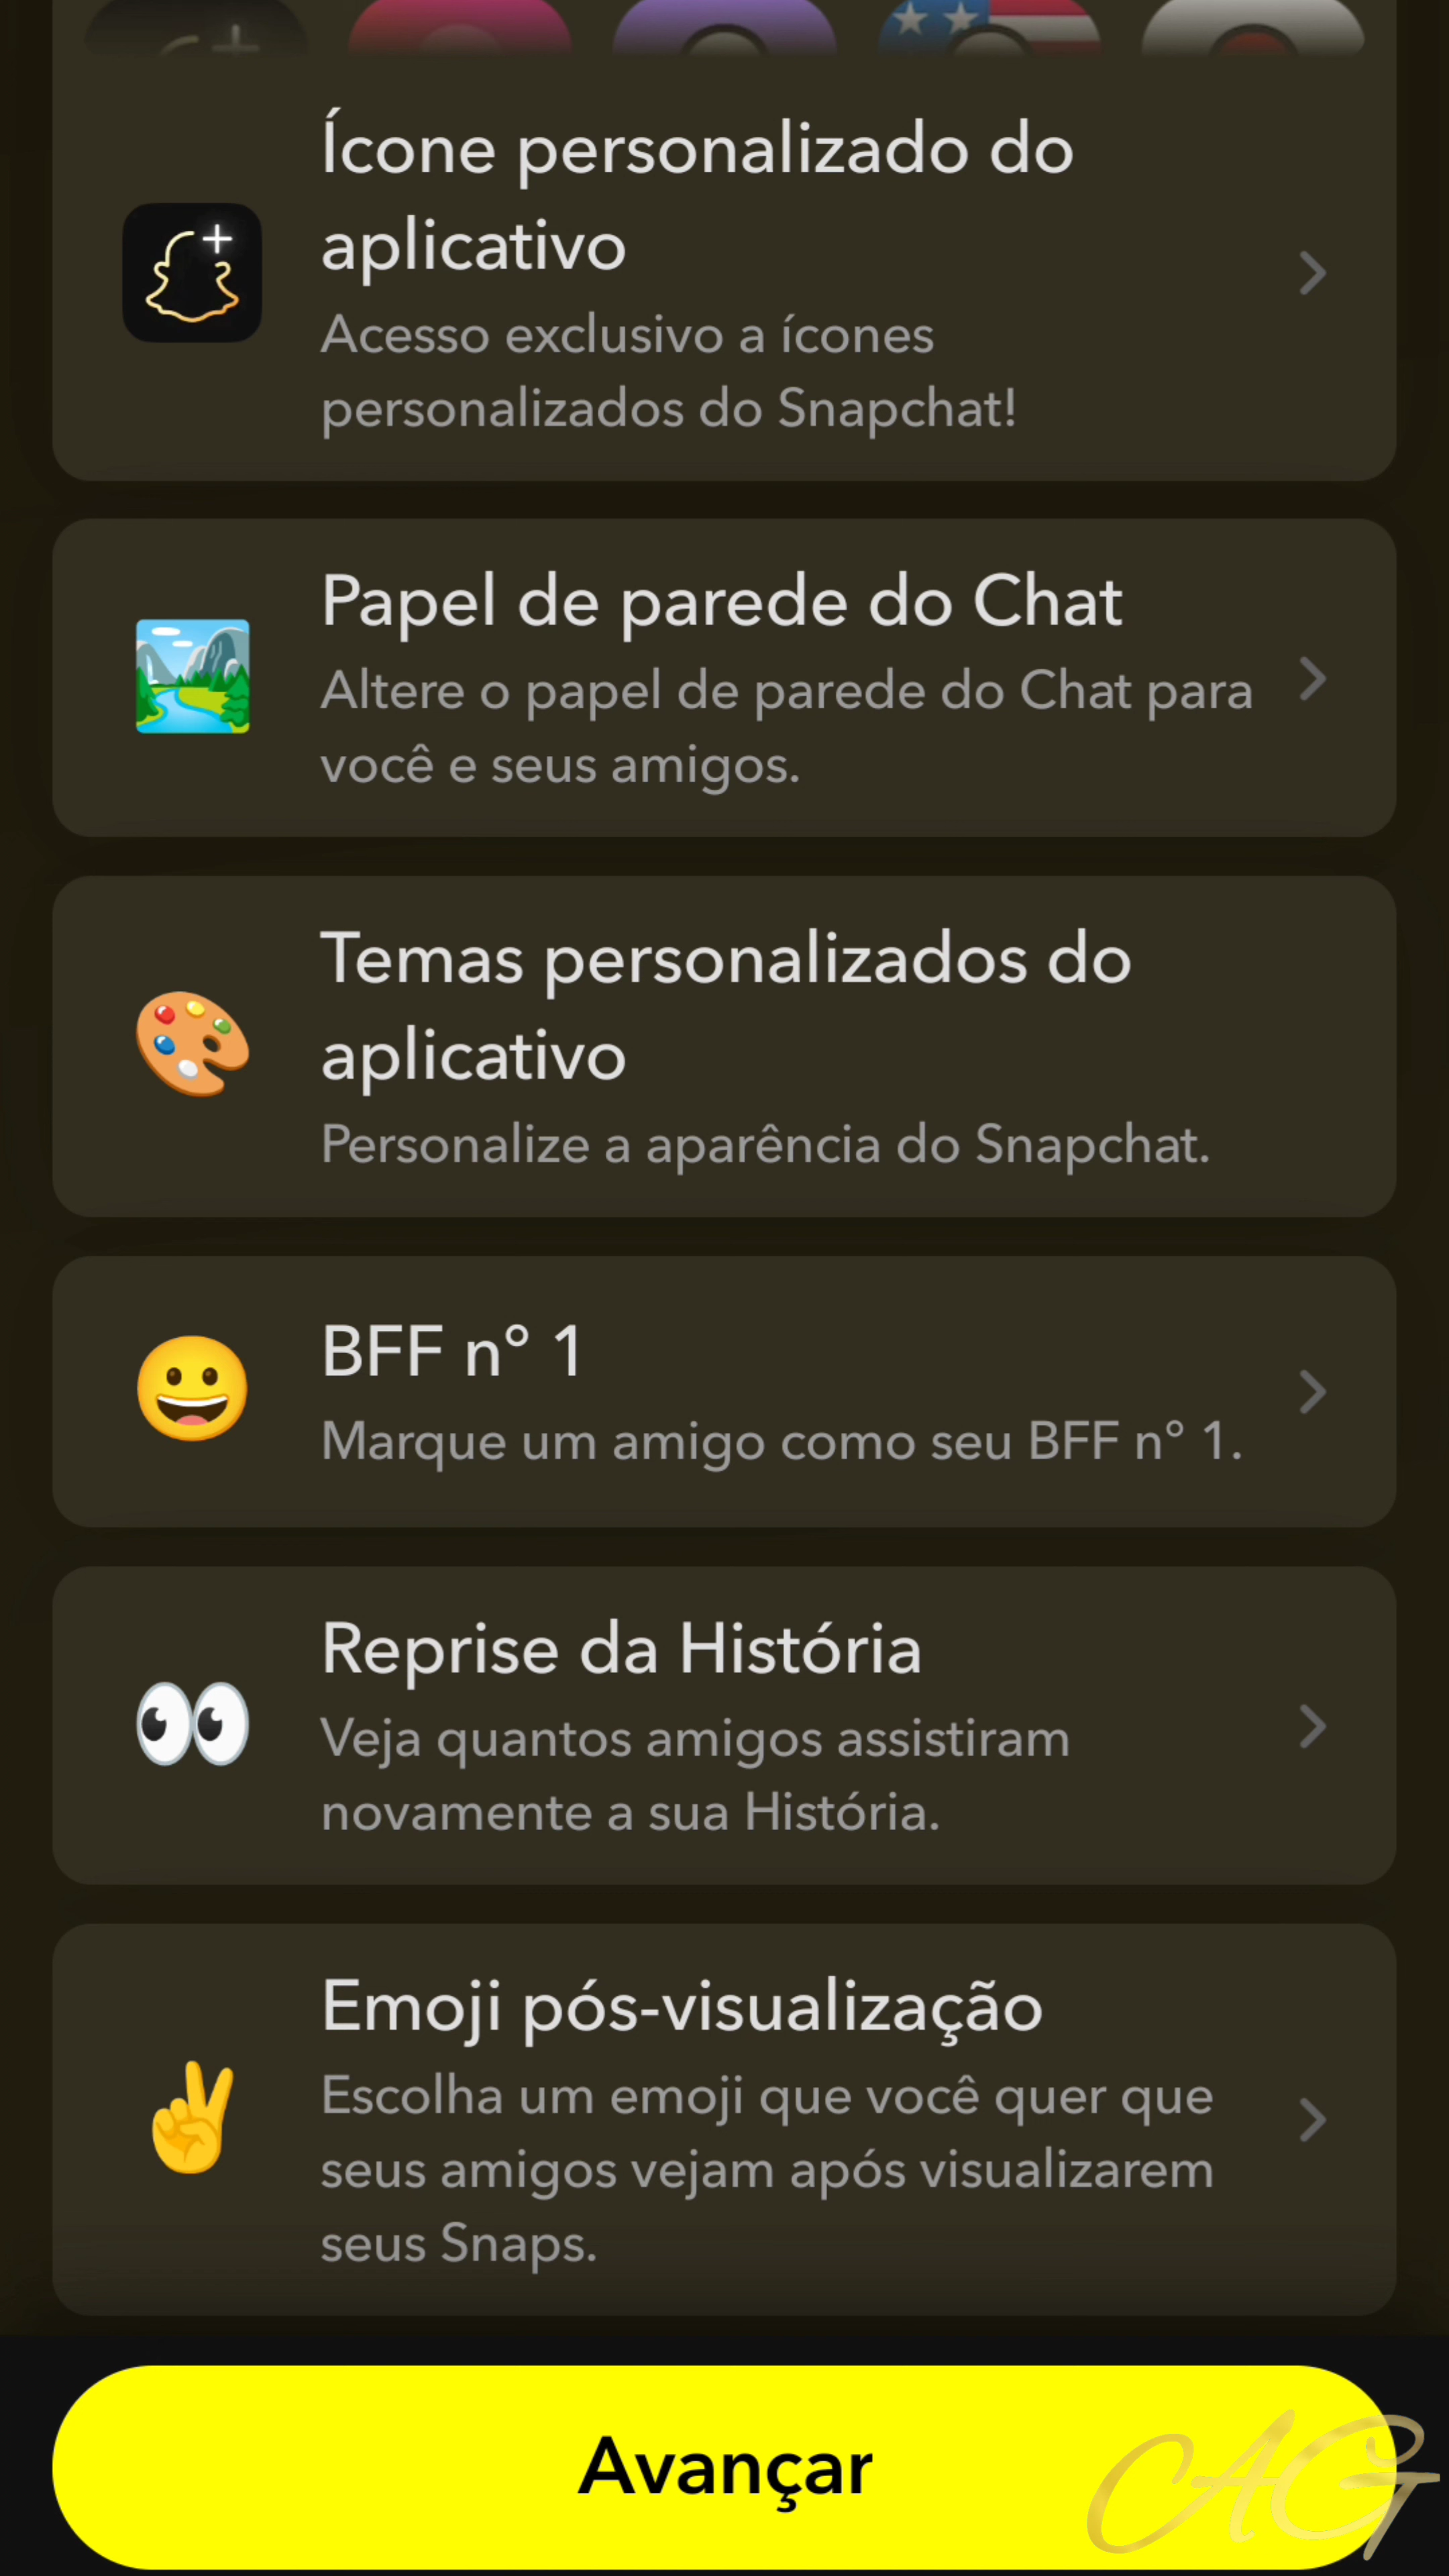 Ícone personalizado do
aplicativo
Acesso exclusivo a ícones
personalizados do Snapchat!
Papel de parede do Chat
Altere o papel de parede do Chat para
você e seus amigos.
Temas personalizados do
aplicativo
Personalize a aparência do Snapchat.
BFF nº 1
Marque um amigo como seu BFF nº 1.
Reprise da História
Veja quantos amigos assistiram
novamente a sua História.
Emoji pós-visualização
Escolha um emoji que você quer que
seus amigos vejam após visualizarem
seus Snaps.
Avançar
CAG